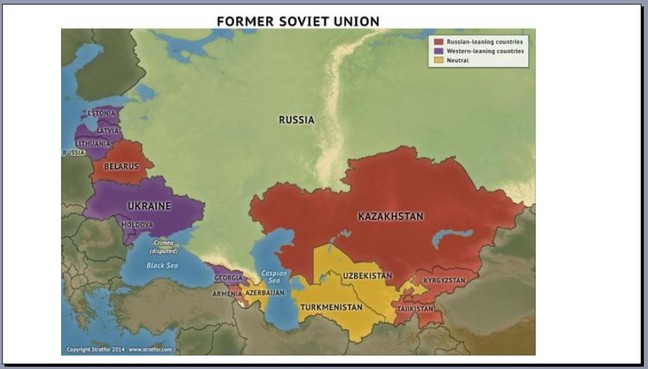 FORMER SOVIET UNION
Russian-leaning countries
Western-leaning countries
Neutral
ESTONIA
LATVIA
LITHUANIA
RUSSIA
BELARUS
RUSSIA
UKRAINE
MOLDOVA
KAZAKHSTAN
Crimea
(disputed)
Black Sea
Caspian
Sea
GEORGIA
ARMENIA
AZERBAIJAN
UZBEKISTAN
TURKMENISTAN
KYRGYZSTAN
TAJIKISTAN
Copyright Stratfor 2014 www.stratfor.com